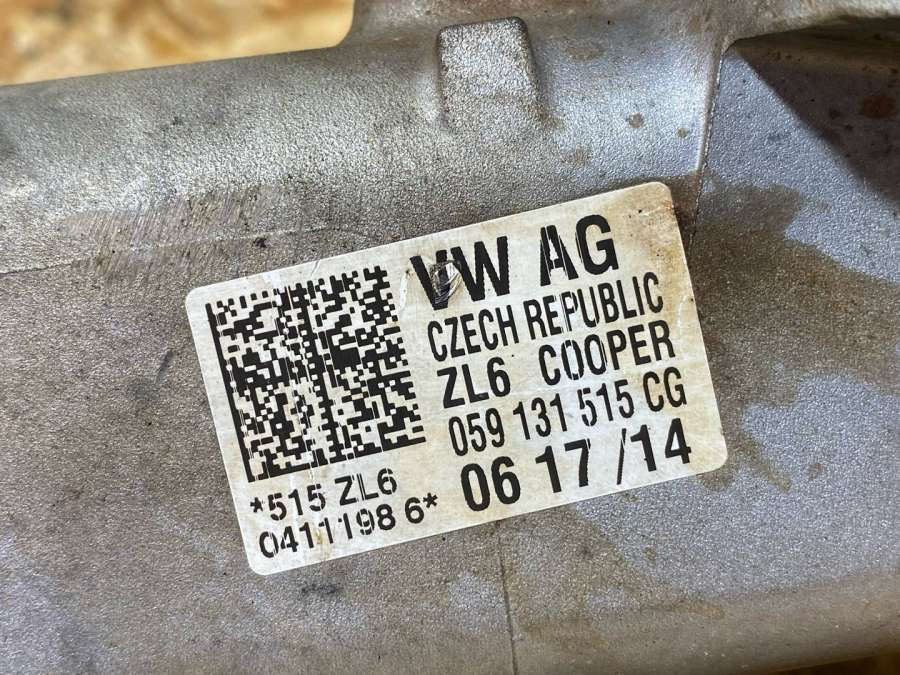 VW AG
CZECH REPUBLIC
ZL6 COOPER
059 131 515 CG
06 17 /14
*515 ZL6
0411198 6*